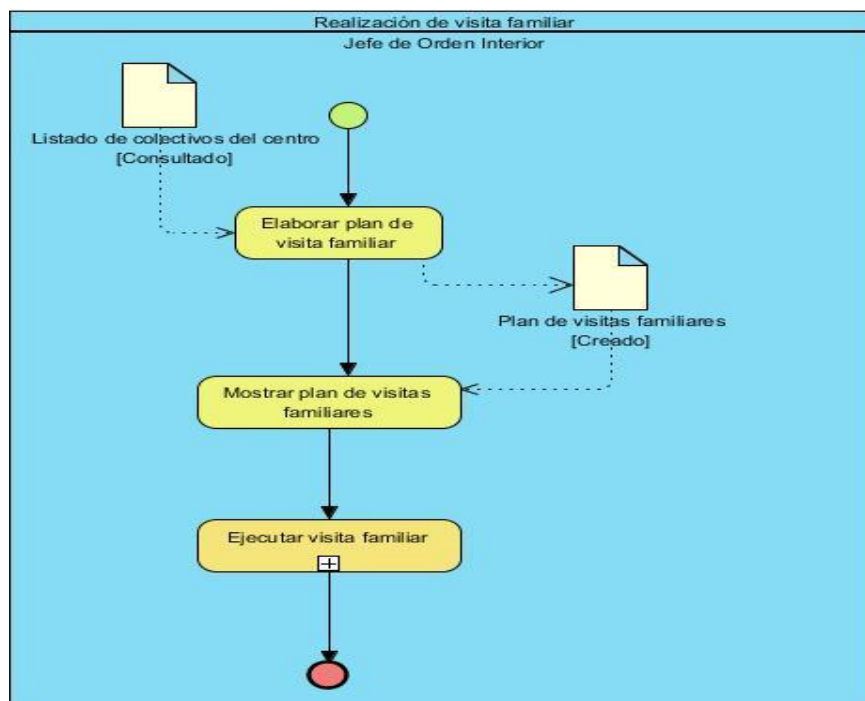 Realización de visita familiar
Jefe de Orden Interior
Listado de colectivos del centro
[Consultado]
Elaborar plan de
visita familiar
Plan de visitas familiares
[Creado]
Mostrar plan de visitas
familiares
Ejecutar visita familiar